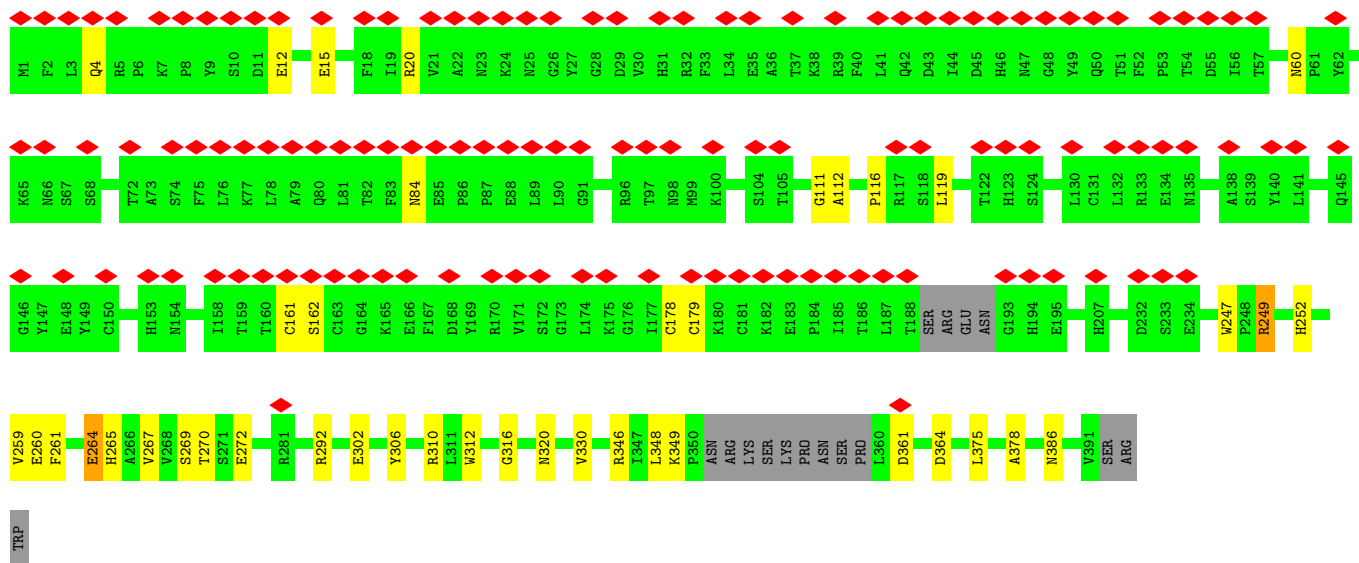 M1 F2 L3 Q4 R5 P6 K7 P8 Y9 S10 D11 E12 E15 F18 I19 R20 V21 A22 N23 K24 N25 G26 Y27 G28 D29 V30 H31 R32 F33 L34 E35 A36 T37 K38 R39 F40 L41 Q42 D43 I44 D45 H46 N47 G48 Y49 Q50 T51 F52 P53 T54 D55 I56 T57 N60 P61 Y62
K65 N66 S67 S68 T72 A73 S74 F75 L76 K77 L78 A79 Q80 L81 T82 F83 N84 E85 P86 P87 E88 L89 L90 G91 R96 T97 N98 M99 K100 S104 T105 G111 A112 P116 R117 S118 L119 T122 H123 S124 L130 C131 L132 R133 E134 N135 A138 S139 Y140 L141 Q145
G146 Y147 E148 Y149 C150 H153 N154 I158 T159 T160 C161 S162 C163 G164 K165 E166 F167 D168 Y169 R170 V171 S172 G173 L174 K175 G176 I177 C178 C179 K180 C181 K182 E183 P184 I185 T186 L187 T188 SER ARG GLU ASN G193 H194 E195 H207 D232 S233 E234 W247 P248 R249 H252
V259 E260 F261 E264 H265 A266 V267 V268 S269 T270 S271 E272 R281 R292 E302 Y306 R310 L311 W312 G316 N320 V330 R346 I347 L348 K349 P350 ASN ARG LYS SER LYS PRO ASN SER PRO L360 D361 D364 L375 A378 N386 V391 SER ARG
TRP